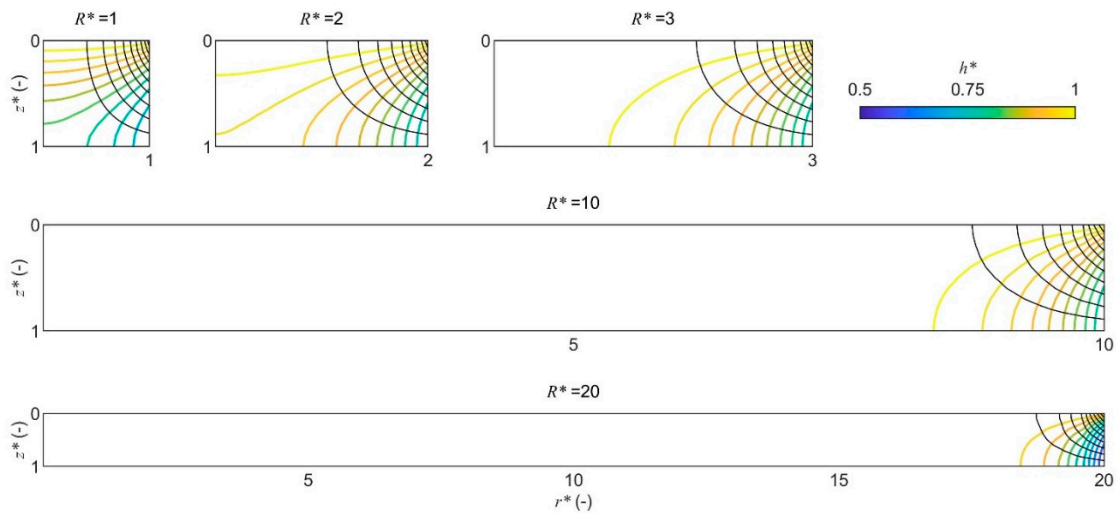 R* =1
R* =2
R* =3
h*
0.5 0.75 1
0 0 0
z* (-)
1 1 1
1 2 3
R* =10
0
z* (-)
1
5 10
R* =20
0
z* (-)
1
5 10 15 20
r* (-)